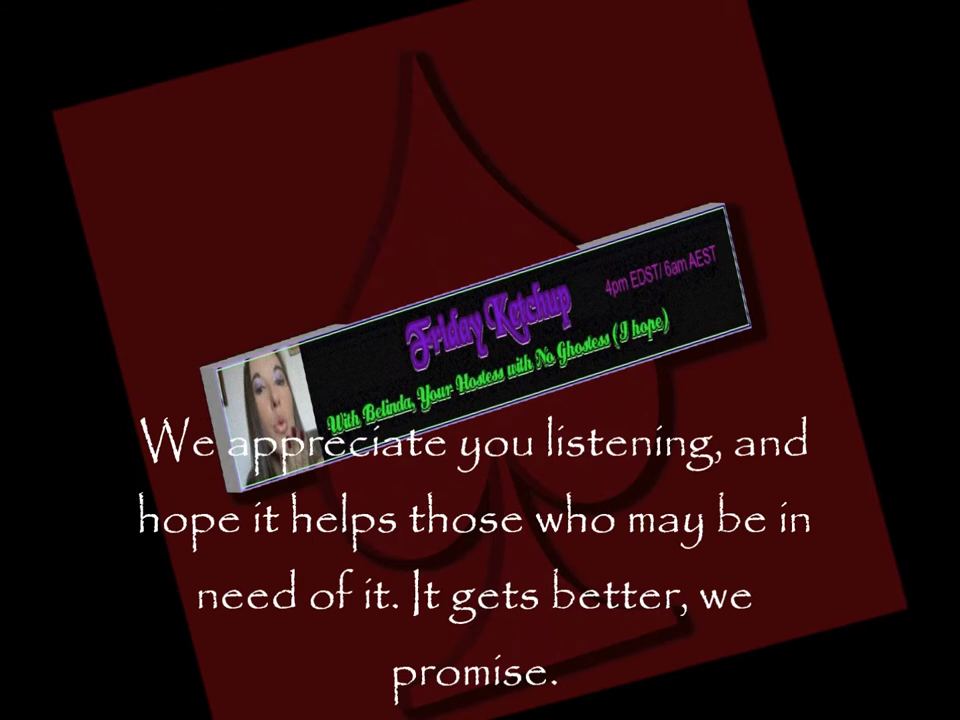 Friday Ketchup
4pm EDST/ 6am AEST
With Belinda, Your Hostess with No Ghostess (I hope)
We appreciate you listening, and
hope it helps those who may be in
need of it. It gets better, we
promise.